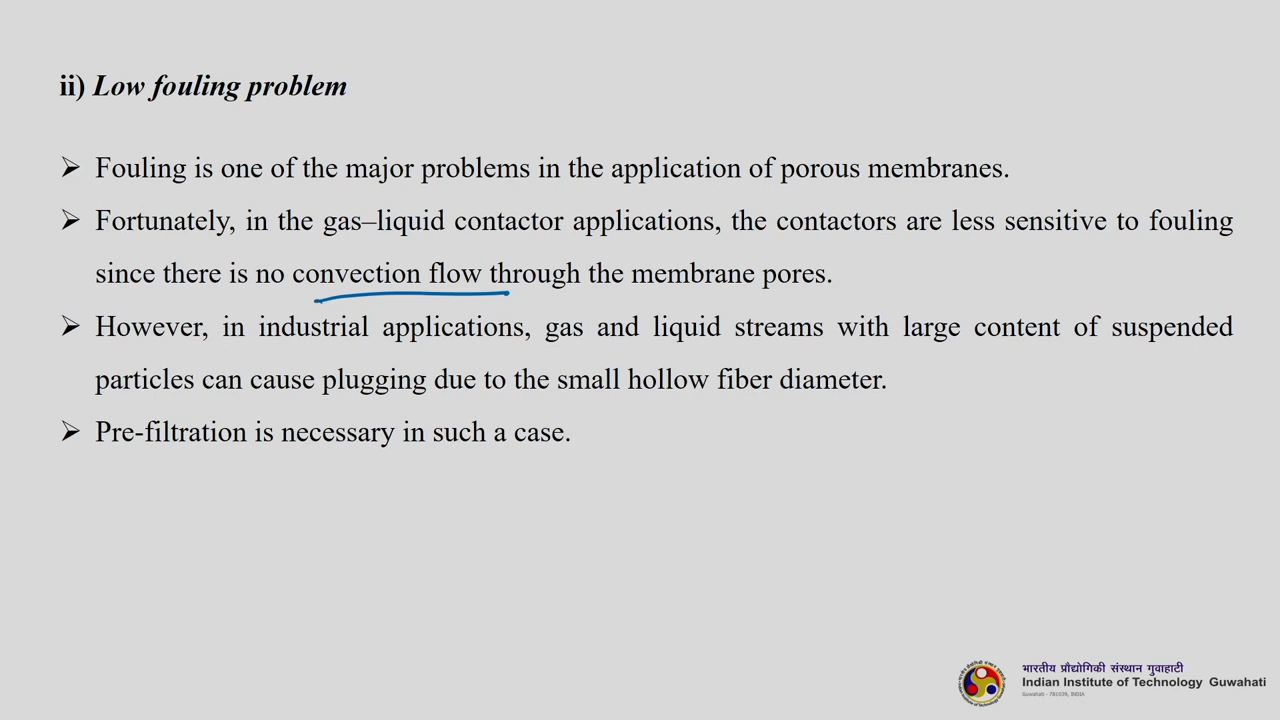 ii) Low fouling problem
➢ Fouling is one of the major problems in the application of porous membranes.
➢ Fortunately, in the gas–liquid contactor applications, the contactors are less sensitive to fouling
since there is no convection flow through the membrane pores.
➢ However, in industrial applications, gas and liquid streams with large content of suspended
particles can cause plugging due to the small hollow fiber diameter.
➢ Pre-filtration is necessary in such a case.
भारतीय प्रौद्योगिकी संस्थान गुवाहाटी
Indian Institute of Technology Guwahati
Guwahati - 781039, INDIA